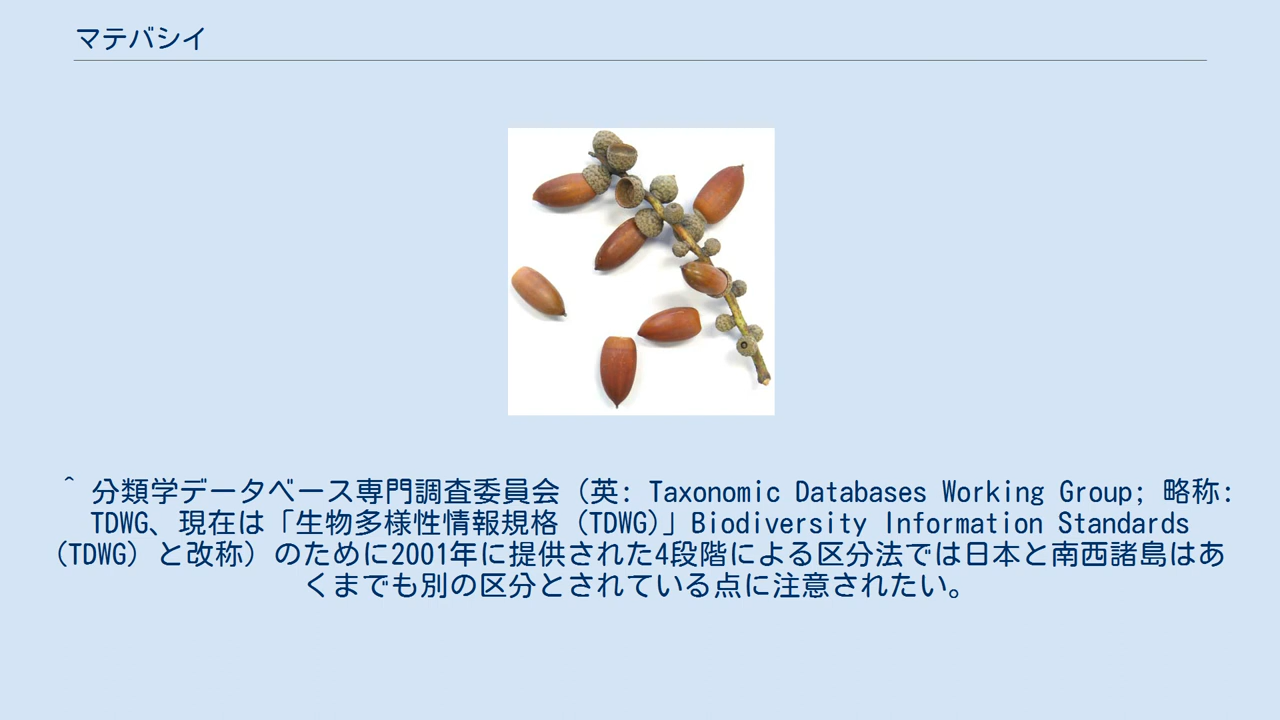 マテバシイ
^ 分類学データベース専門調査委員会（英: Taxonomic Databases Working Group; 略称:
TDWG、現在は「生物多様性情報規格（TDWG)」Biodiversity Information Standards
（TDWG）と改称）のために2001年に提供された4段階による区分法では日本と南西諸島はあ
くまでも別の区分とされている点に注意されたい。